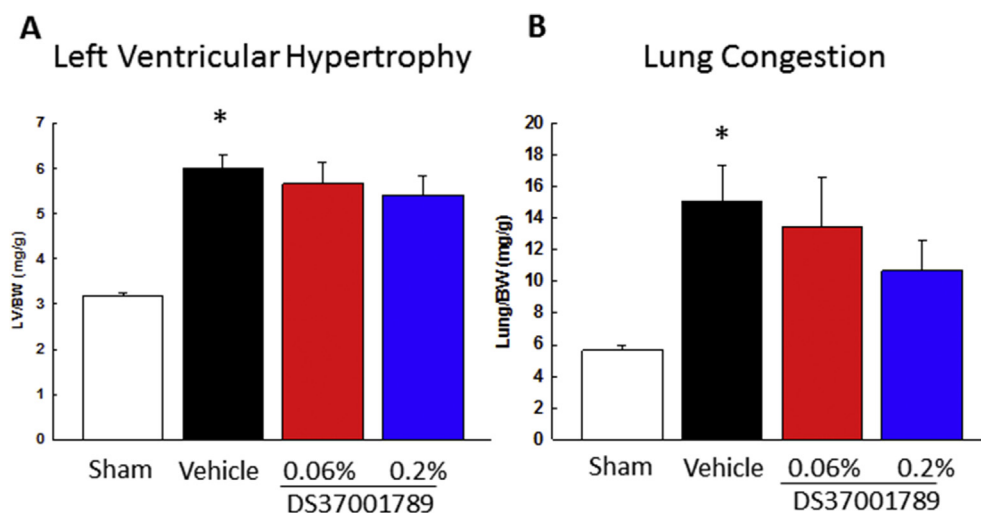 A
Left Ventricular Hypertrophy
*
7
6
5
4
3
2
1
0
LV/BW (mg/g)
Sham Vehicle 0.06% 0.2%
DS37001789
B
Lung Congestion
*
20
18
16
14
12
10
8
6
4
2
0
Lung/BW (mg/g)
Sham Vehicle 0.06% 0.2%
DS37001789